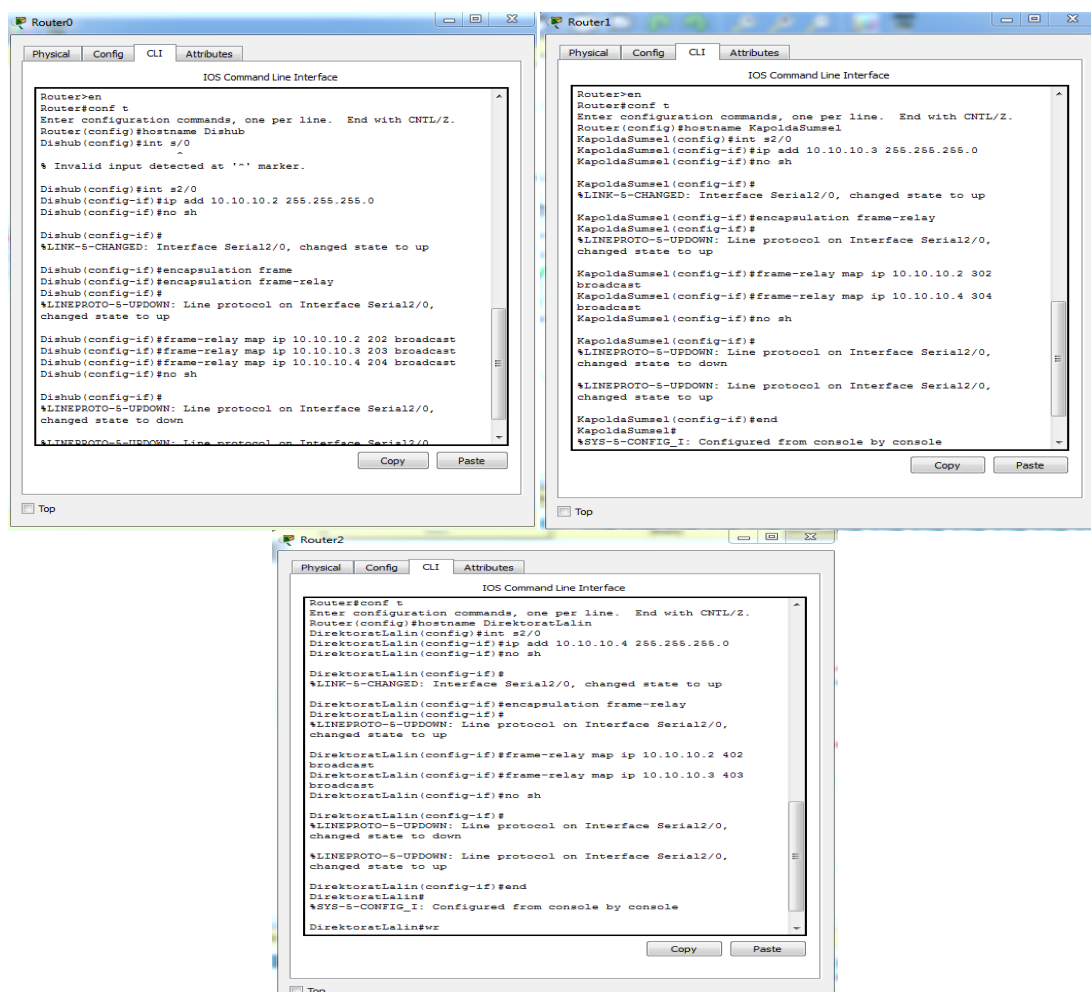 Router0
Physical Config CLI Attributes
IOS Command Line Interface
Router>en
Router#conf t
Enter configuration commands, one per line. End with CNTL/Z.
Router(config)#hostname Dishub
Dishub(config)#int s/0
^
% Invalid input detected at '^' marker.
Dishub(config)#int s2/0
Dishub(config-if)#ip add 10.10.10.2 255.255.255.0
Dishub(config-if)#no sh
Dishub(config-if)#
%LINK-5-CHANGED: Interface Serial2/0, changed state to up
Dishub(config-if)#encapsulation frame
Dishub(config-if)#encapsulation frame-relay
Dishub(config-if)#
%LINEPROTO-5-UPDOWN: Line protocol on Interface Serial2/0,
changed state to up
Dishub(config-if)#frame-relay map ip 10.10.10.2 202 broadcast
Dishub(config-if)#frame-relay map ip 10.10.10.3 203 broadcast
Dishub(config-if)#frame-relay map ip 10.10.10.4 204 broadcast
Dishub(config-if)#no sh
Dishub(config-if)#
%LINEPROTO-5-UPDOWN: Line protocol on Interface Serial2/0,
changed state to down
%LINEPROTO-5-UPDOWN: Line protocol on Interface Serial2/0
Copy Paste
Top
Router1
Physical Config CLI Attributes
IOS Command Line Interface
Router>en
Router#conf t
Enter configuration commands, one per line. End with CNTL/Z.
Router(config)#hostname KapoldaSumsel
KapoldaSumsel(config)#int s2/0
KapoldaSumsel(config-if)#ip add 10.10.10.3 255.255.255.0
KapoldaSumsel(config-if)#no sh
KapoldaSumsel(config-if)#
%LINK-5-CHANGED: Interface Serial2/0, changed state to up
KapoldaSumsel(config-if)#encapsulation frame-relay
KapoldaSumsel(config-if)#
%LINEPROTO-5-UPDOWN: Line protocol on Interface Serial2/0,
changed state to up
KapoldaSumsel(config-if)#frame-relay map ip 10.10.10.2 302
broadcast
KapoldaSumsel(config-if)#frame-relay map ip 10.10.10.4 304
broadcast
KapoldaSumsel(config-if)#no sh
KapoldaSumsel(config-if)#
%LINEPROTO-5-UPDOWN: Line protocol on Interface Serial2/0,
changed state to down
%LINEPROTO-5-UPDOWN: Line protocol on Interface Serial2/0,
changed state to up
KapoldaSumsel(config-if)#end
KapoldaSumsel#
%SYS-5-CONFIG_I: Configured from console by console
Copy Paste
Top
Router2
Physical Config CLI Attributes
IOS Command Line Interface
Router#conf t
Enter configuration commands, one per line. End with CNTL/Z.
Router(config)#hostname DirektoratLalin
DirektoratLalin(config)#int s2/0
DirektoratLalin(config-if)#ip add 10.10.10.4 255.255.255.0
DirektoratLalin(config-if)#no sh
DirektoratLalin(config-if)#
%LINK-5-CHANGED: Interface Serial2/0, changed state to up
DirektoratLalin(config-if)#encapsulation frame-relay
DirektoratLalin(config-if)#
%LINEPROTO-5-UPDOWN: Line protocol on Interface Serial2/0,
changed state to up
DirektoratLalin(config-if)#frame-relay map ip 10.10.10.2 402
broadcast
DirektoratLalin(config-if)#frame-relay map ip 10.10.10.3 403
broadcast
DirektoratLalin(config-if)#no sh
DirektoratLalin(config-if)#
%LINEPROTO-5-UPDOWN: Line protocol on Interface Serial2/0,
changed state to down
%LINEPROTO-5-UPDOWN: Line protocol on Interface Serial2/0,
changed state to up
DirektoratLalin(config-if)#end
DirektoratLalin#
%SYS-5-CONFIG_I: Configured from console by console
DirektoratLalin#wr
Copy Paste
Top